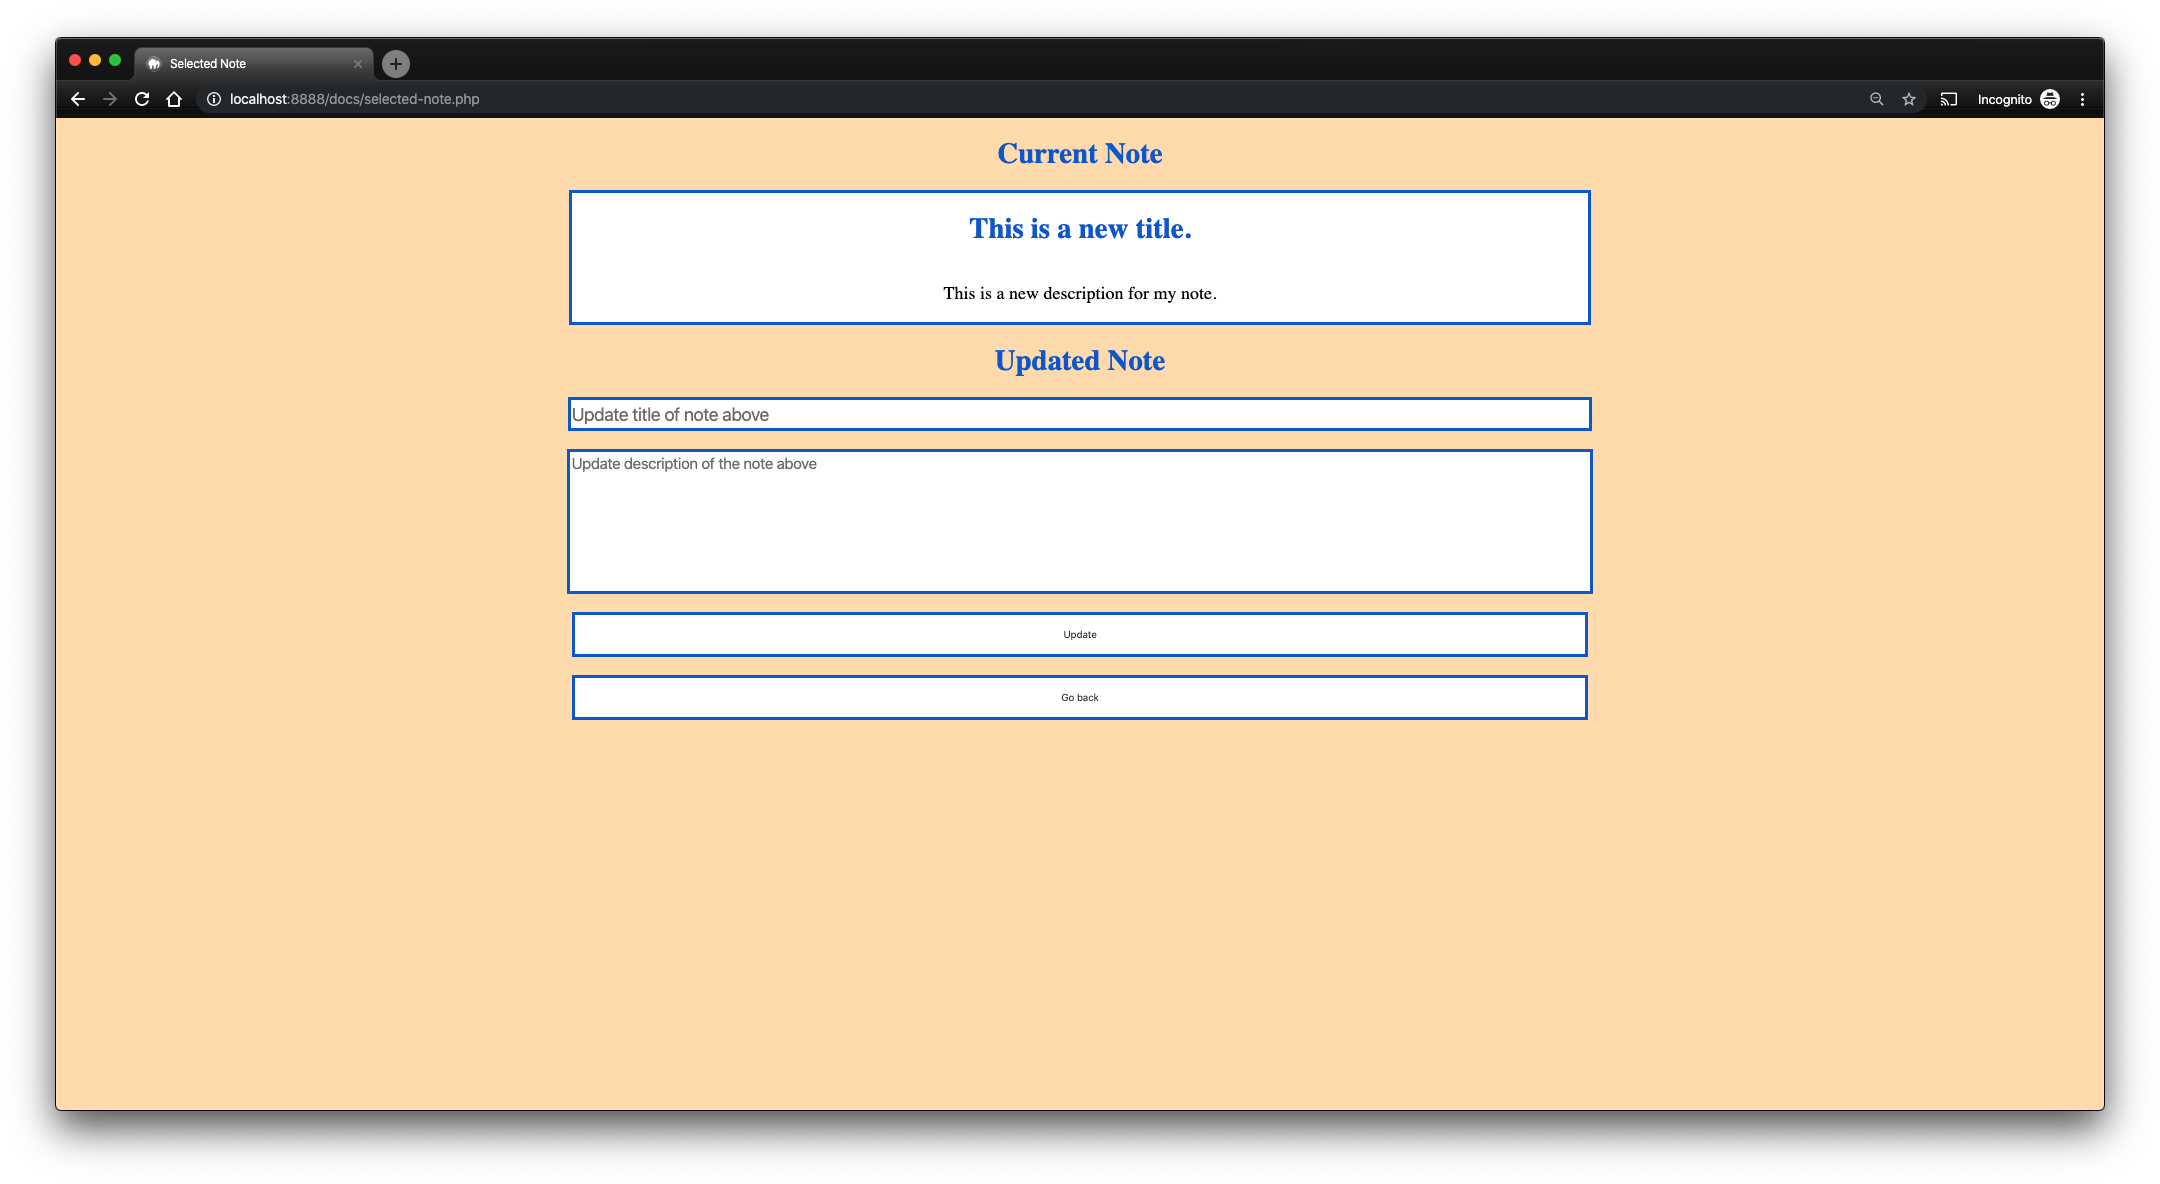 Selected Note
localhost:8888/docs/selected-note.php
Incognito
Current Note
This is a new title.
This is a new description for my note.
Updated Note
Update title of note above
Update description of the note above
Update
Go back